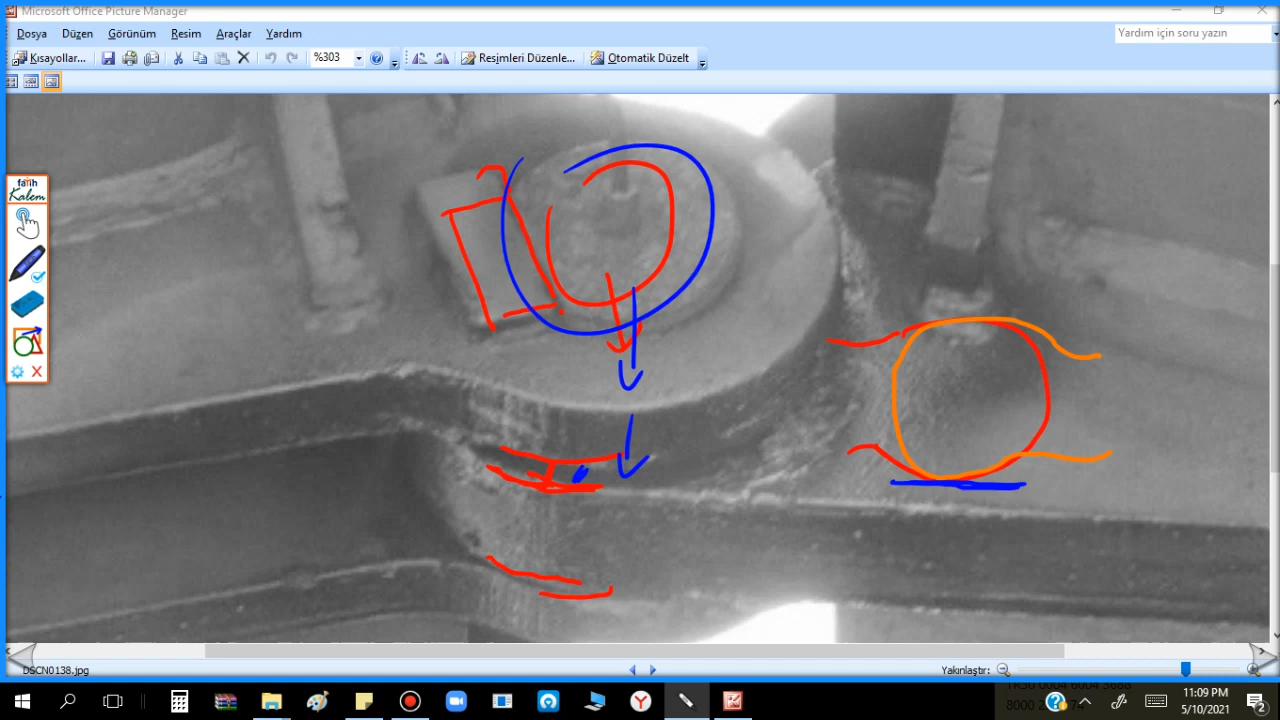 Microsoft Office Picture Manager
Dosya Düzen Görünüm Resim Araçlar Yardım
Yardım için soru yazın
Kısayollar... %303 Resimleri Düzenle... Otomatik Düzelt
fatih
Kalem
DSCN0138.jpg
Yakınlaştır:
11:09 PM
5/10/2021
2